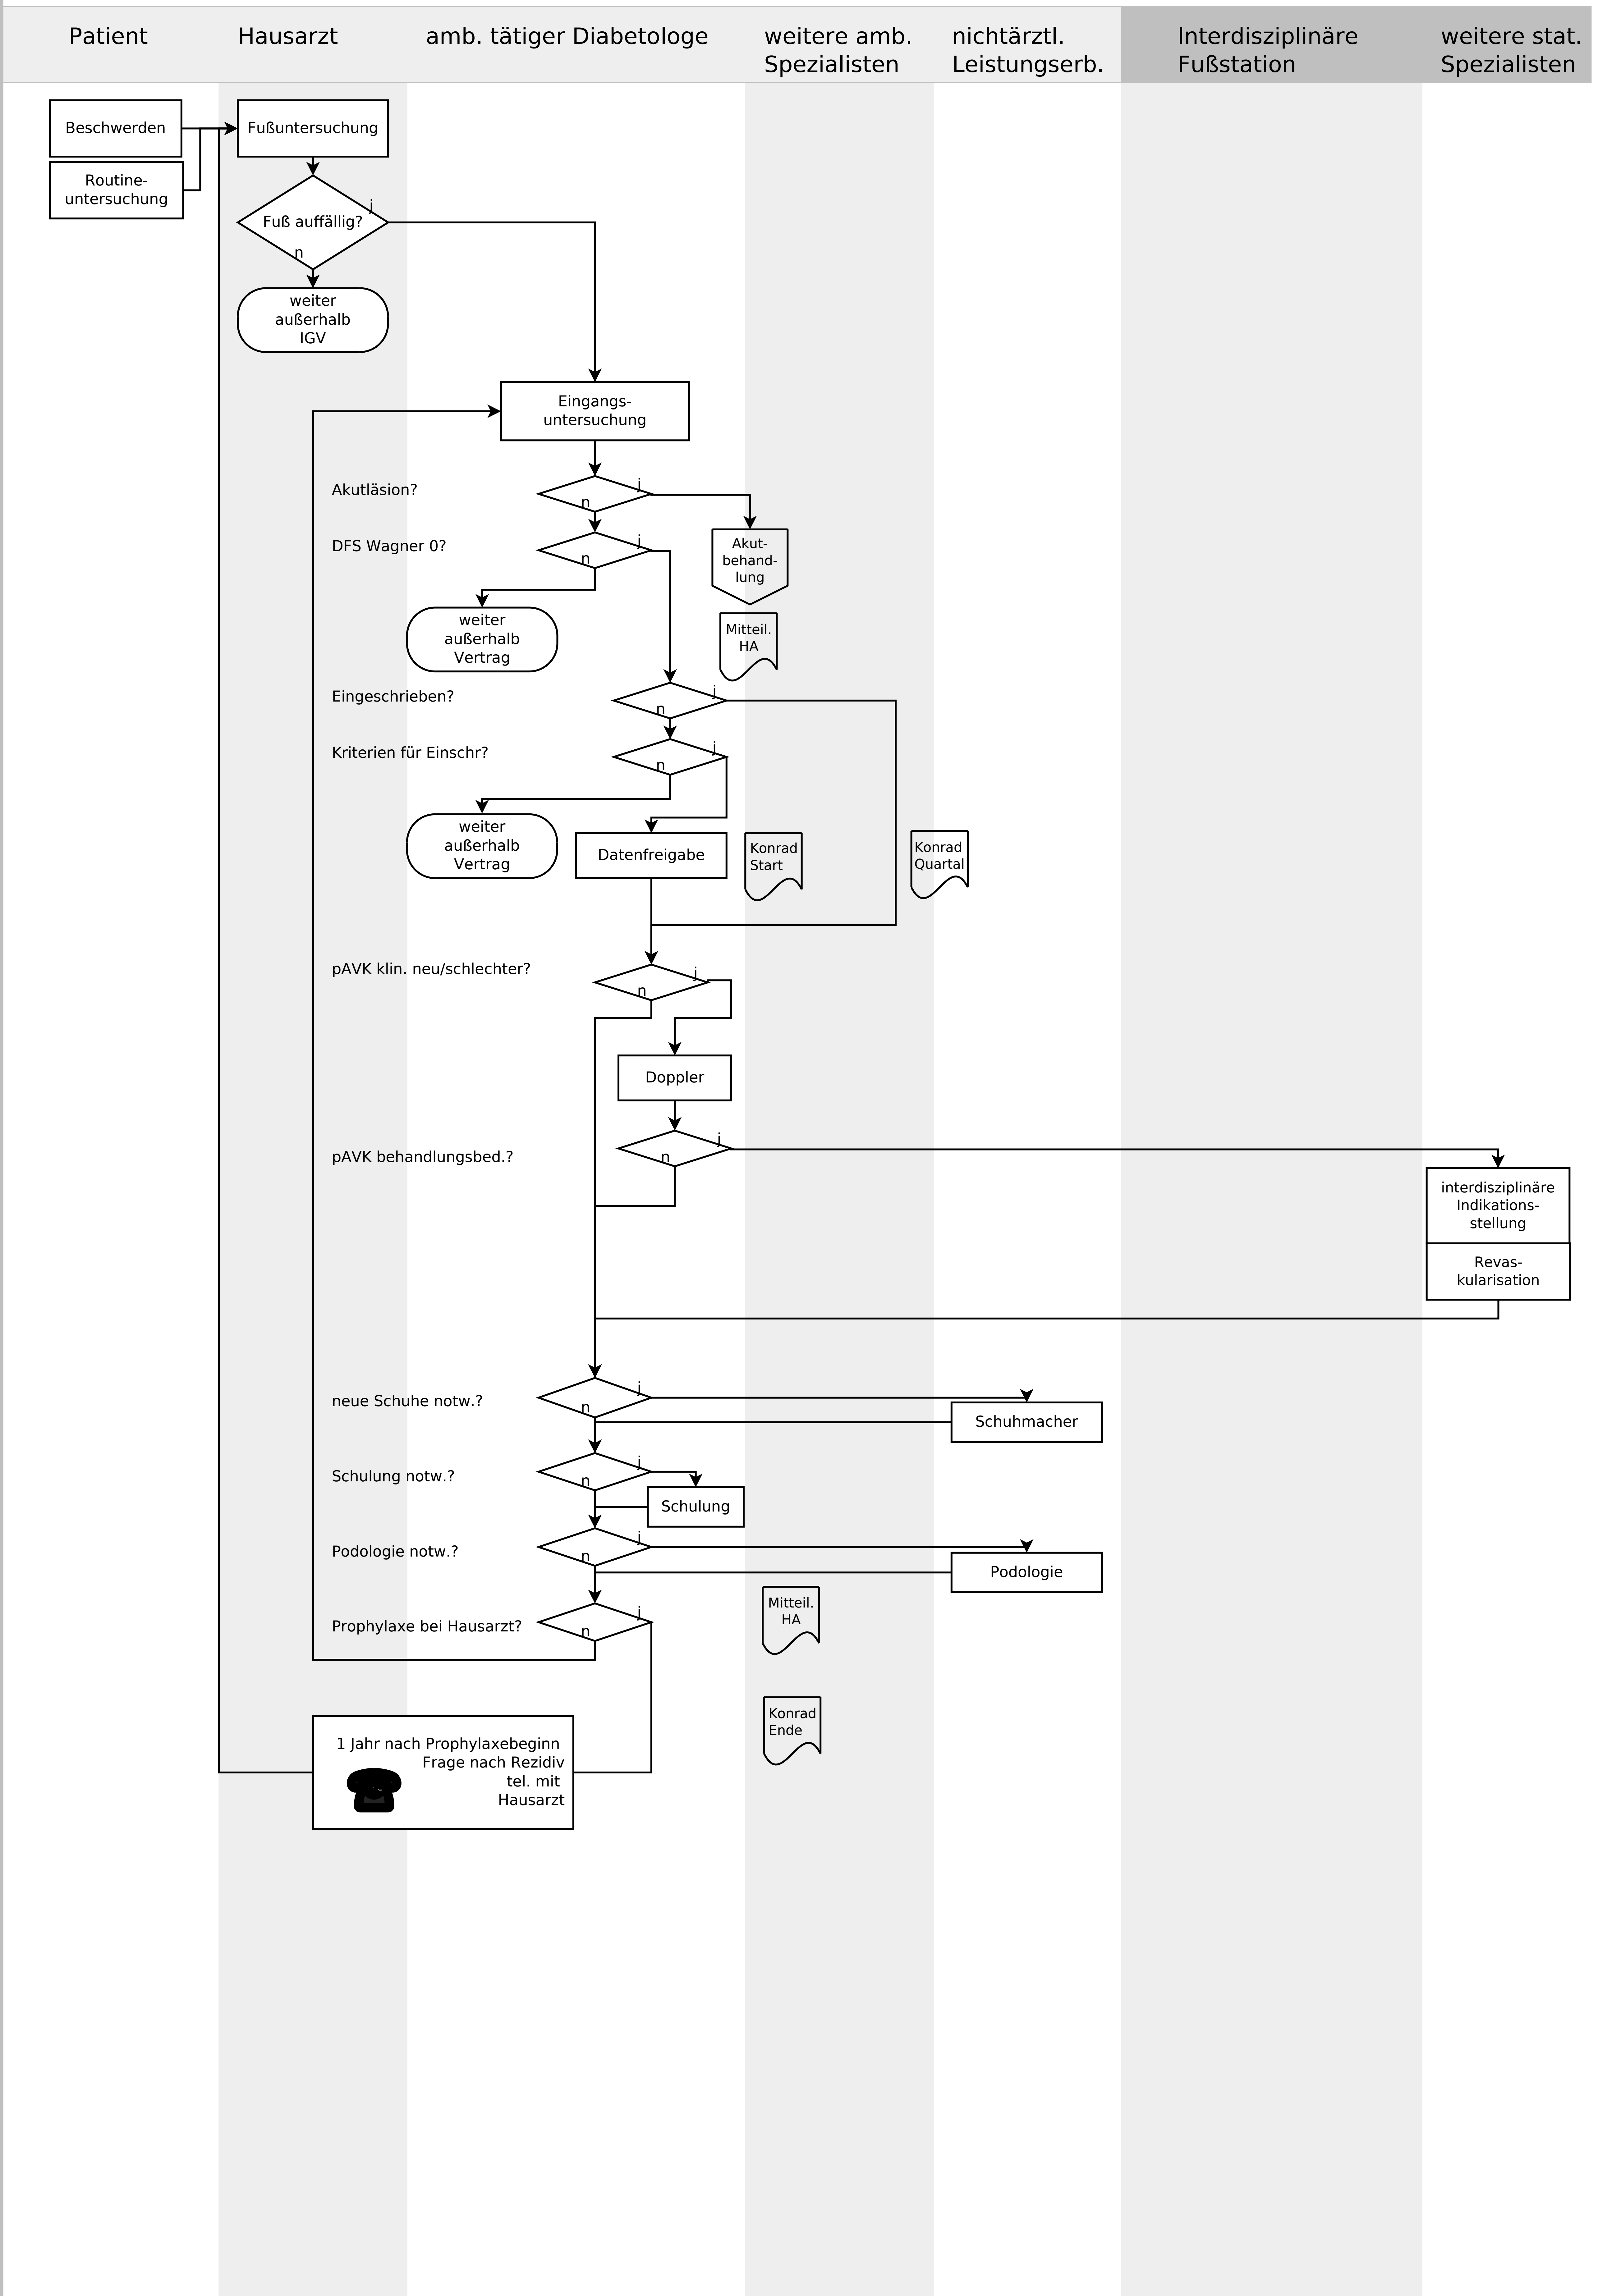 Patient
Hausarzt
amb. tätiger Diabetologe
weitere amb.
Spezialisten
nichtärztl.
Leistungserb.
Interdisziplinäre
Fußstation
weitere stat.
Spezialisten
Beschwerden
Fußuntersuchung
Routine-
untersuchung
j
Fuß auffällig?
n
weiter
außerhalb
IGV
Eingangs-
untersuchung
Akutläsion?
j
n
DFS Wagner 0?
j
n
Akut-
behand-
lung
weiter
außerhalb
Vertrag
Mitteil.
HA
Eingeschrieben?
j
n
Kriterien für Einschr?
j
n
weiter
außerhalb
Vertrag
Datenfreigabe
Konrad
Start
Konrad
Quartal
pAVK klin. neu/schlechter?
j
n
Doppler
pAVK behandlungsbed.?
j
n
interdisziplinäre
Indikations-
stellung
Revas-
kularisation
neue Schuhe notw.?
j
n
Schuhmacher
Schulung notw.?
j
n
Schulung
Podologie notw.?
j
n
Podologie
Prophylaxe bei Hausarzt?
j
n
Mitteil.
HA
Konrad
Ende
1 Jahr nach Prophylaxebeginn
Frage nach Rezidiv
tel. mit
Hausarzt